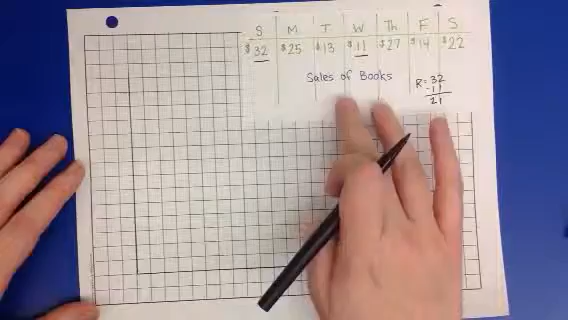 S M T W Th F S
$32 $25 $13 $11 $27 $14 $22
Sales of Books
R=32
-11
21